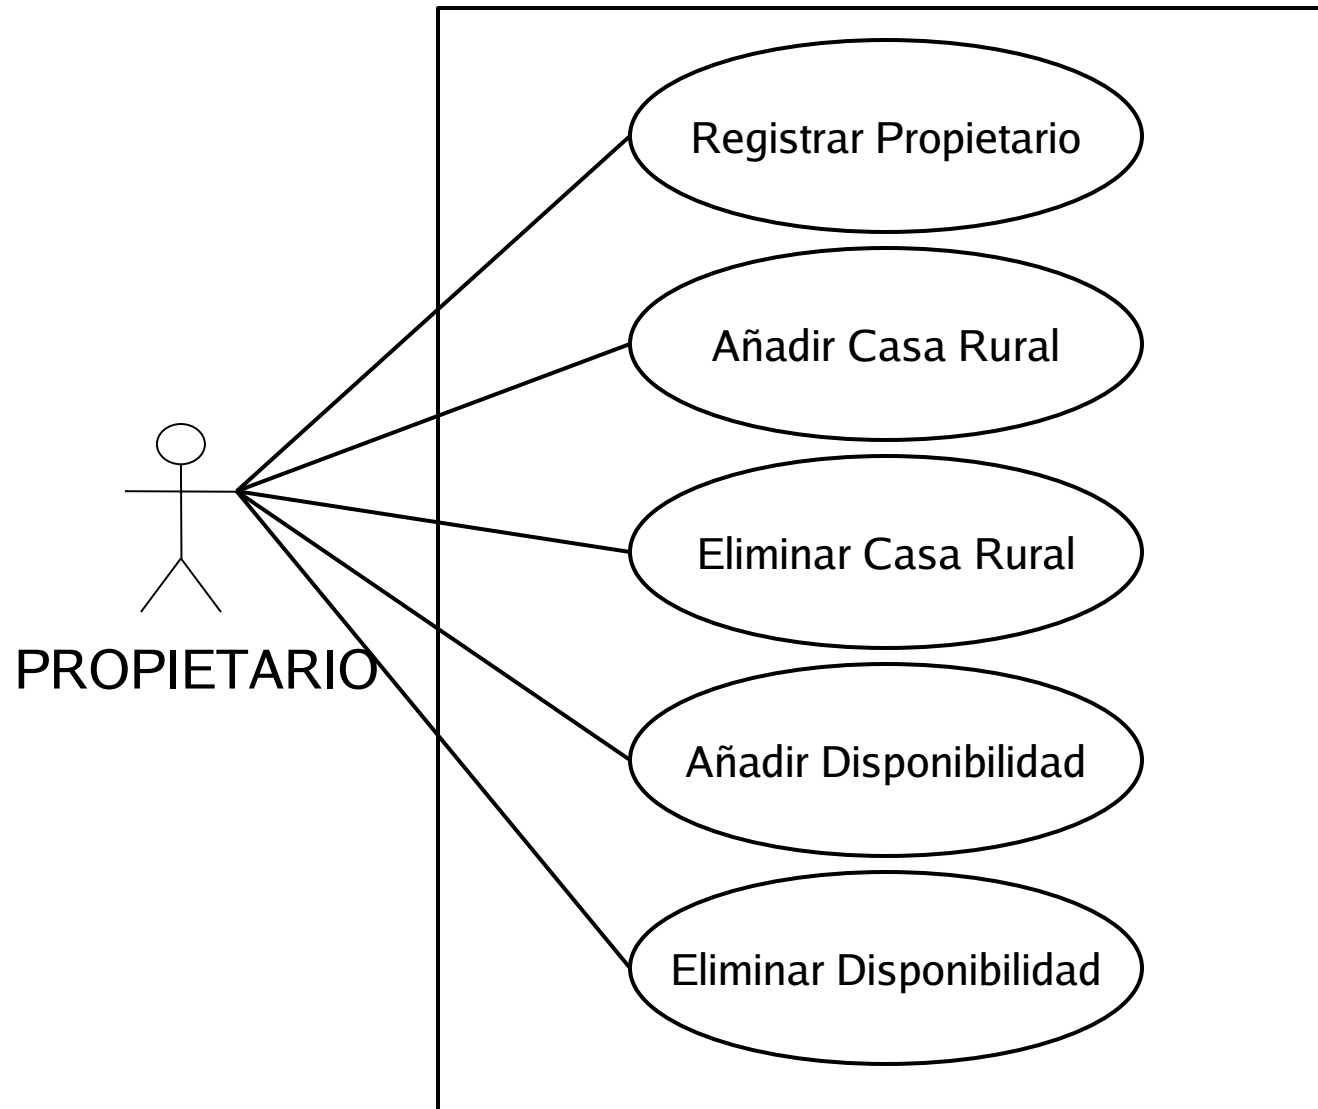 Registrar Propietario
Añadir Casa Rural
Eliminar Casa Rural
PROPIETARIO
Añadir Disponibilidad
Eliminar Disponibilidad